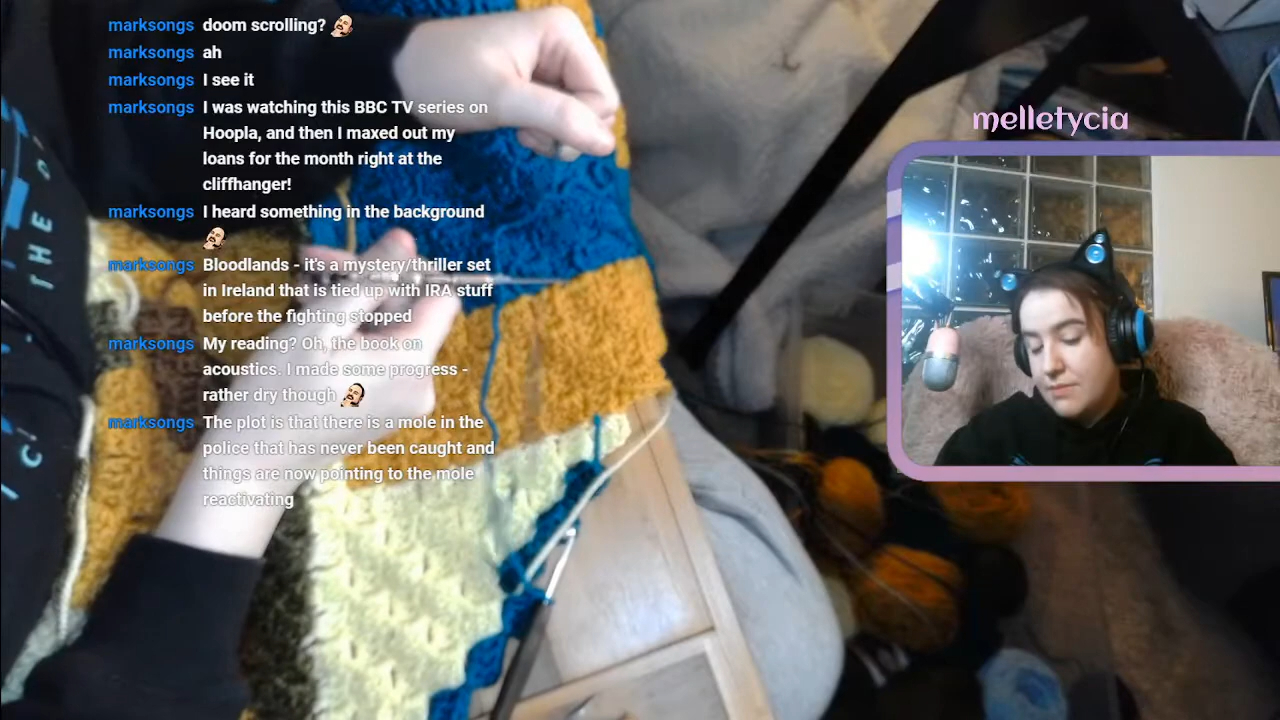 marksongs doom scrolling?
marksongs ah
marksongs I see it
marksongs I was watching this BBC TV series on
Hoopla, and then I maxed out my
loans for the month right at the
cliffhanger!
marksongs I heard something in the background
marksongs Bloodlands - it's a mystery/thriller set
in Ireland that is tied up with IRA stuff
before the fighting stopped
marksongs My reading? Oh, the book on
acoustics. I made some progress -
rather dry though
marksongs The plot is that there is a mole in the
police that has never been caught and
things are now pointing to the mole
reactivating
melletycia
THE